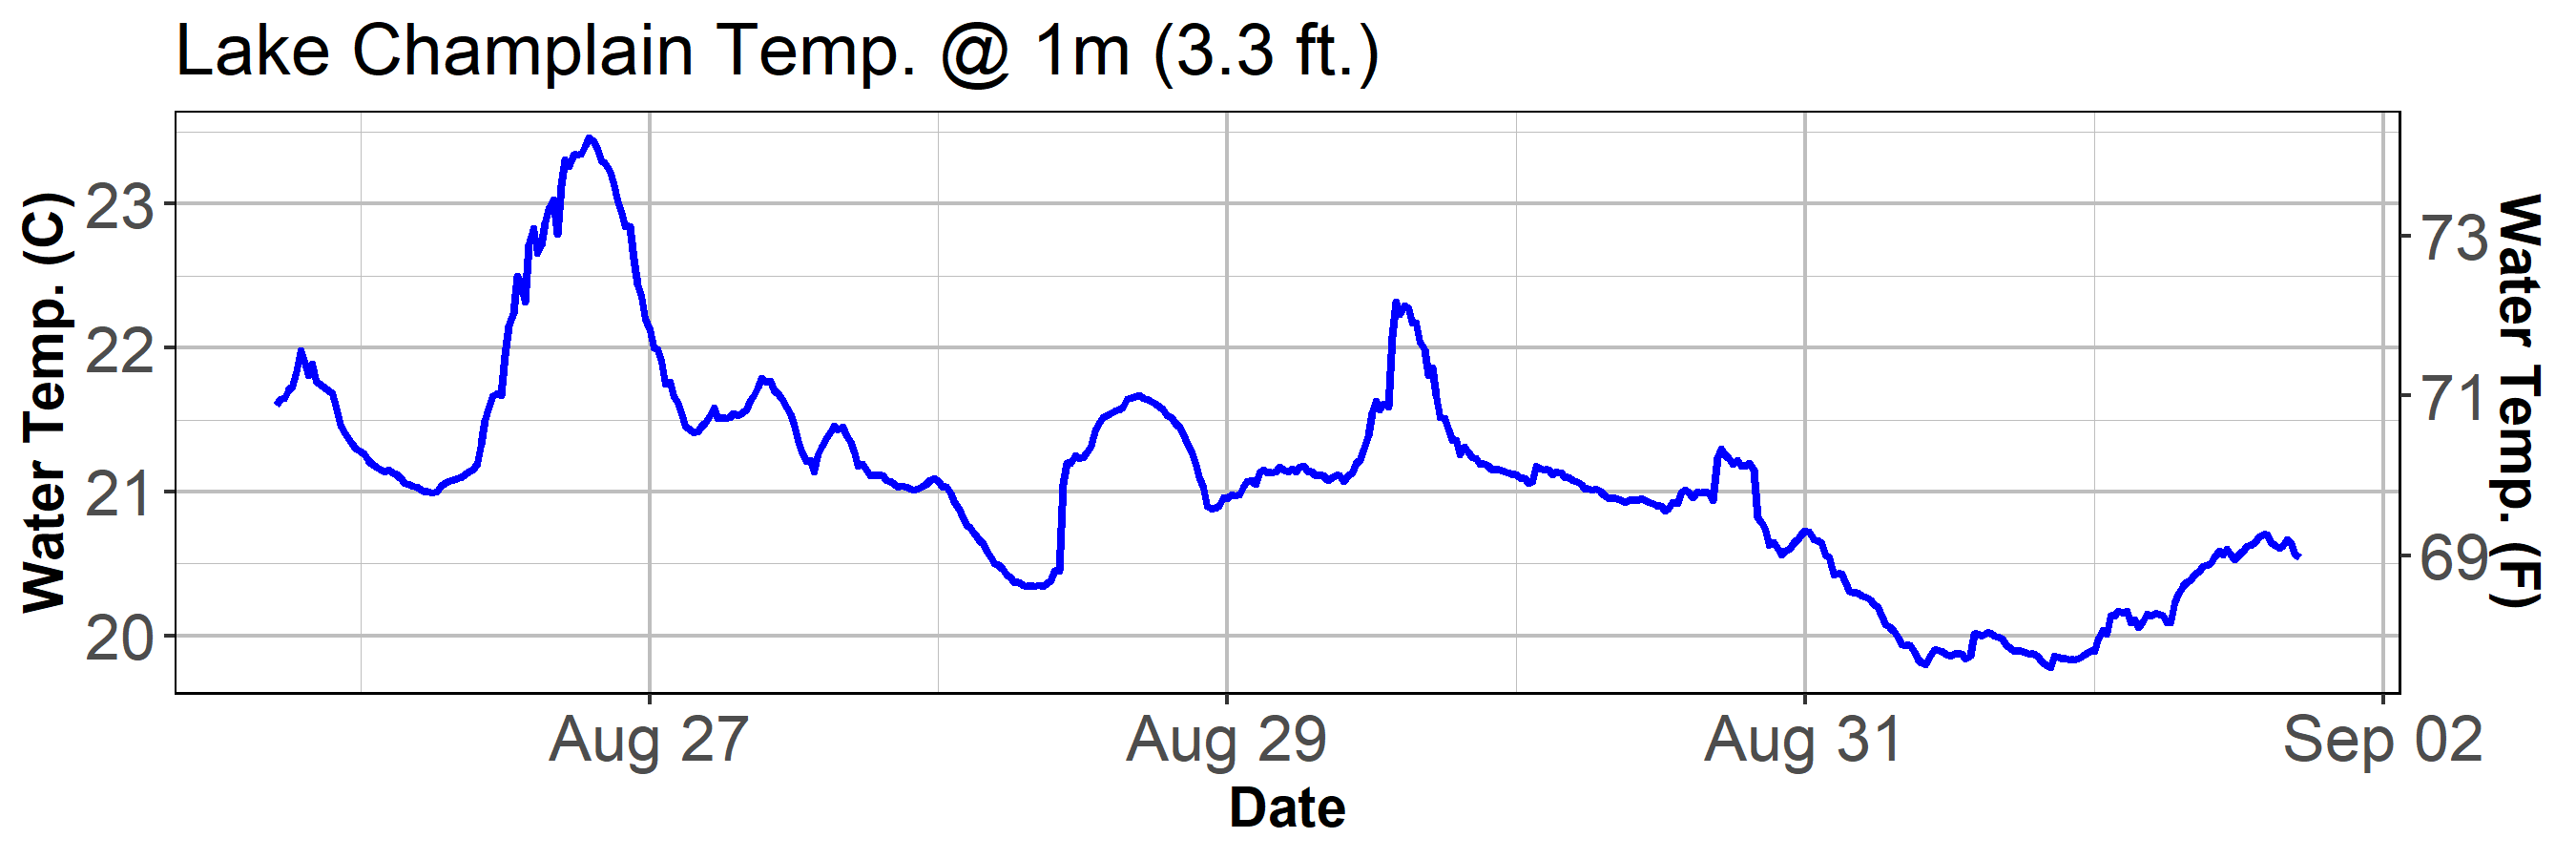 Lake Champlain Temp. @ 1m (3.3 ft.)
Water Temp. (C)
23
22
21
20
73
71
69
Water Temp. (F)
Aug 27
Aug 29
Aug 31
Sep 02
Date